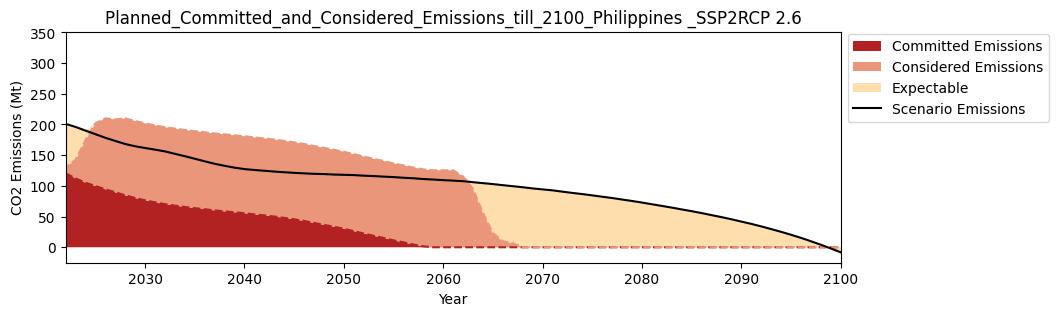 Planned_Committed_and_Considered_Emissions_till_2100_Philippines _SSP2RCP 2.6
350
300
250
200
150
100
50
0
CO2 Emissions (Mt)
2030
2040
2050
2060
2070
2080
2090
2100
Year
Committed Emissions
Considered Emissions
Expectable
Scenario Emissions